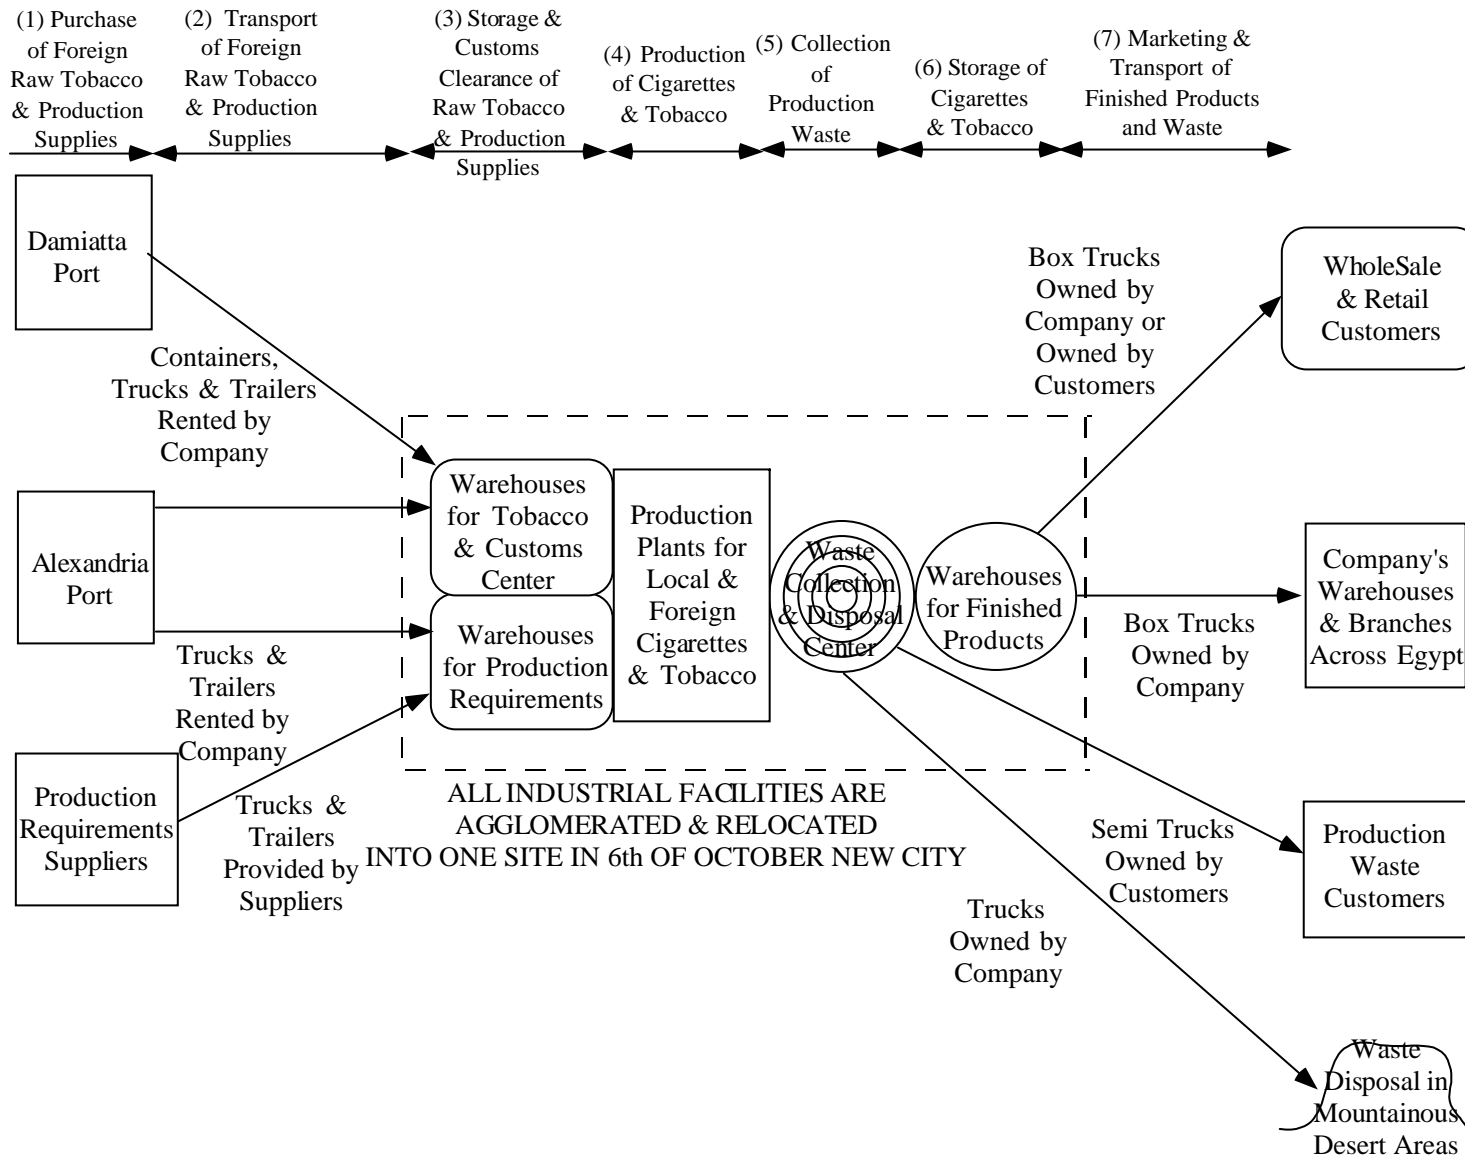 (1) Purchase
of Foreign
Raw Tobacco
& Production
Supplies
(2) Transport
of Foreign
Raw Tobacco
& Production
Supplies
(3) Storage &
Customs
Clearance of
Raw Tobacco
& Production
Supplies
(4) Production
of Cigarettes
& Tobacco
(5) Collection
of
Production
Waste
(6) Storage of
Cigarettes
& Tobacco
(7) Marketing &
Transport of
Finished Products
and Waste
Damiatta
Port
Containers,
Trucks & Trailers
Rented by
Company
Alexandria
Port
Trucks &
Trailers
Rented by
Company
Production
Requirements
Suppliers
Trucks &
Trailers
Provided by
Suppliers
Warehouses
for Tobacco
& Customs
Center
Warehouses
for Production
Requirements
Production
Plants for
Local &
Foreign
Cigarettes
& Tobacco
Waste
Collection
& Disposal
Center
Warehouses
for Finished
Products
ALL INDUSTRIAL FACILITIES ARE
AGGLOMERATED & RELOCATED
INTO ONE SITE IN 6th OF OCTOBER NEW CITY
Box Trucks
Owned by
Company or
Owned by
Customers
WholeSale
& Retail
Customers
Box Trucks
Owned by
Company
Company's
Warehouses
& Branches
Across Egypt
Semi Trucks
Owned by
Customers
Production
Waste
Customers
Trucks
Owned by
Company
Waste
Disposal in
Mountainous
Desert Areas